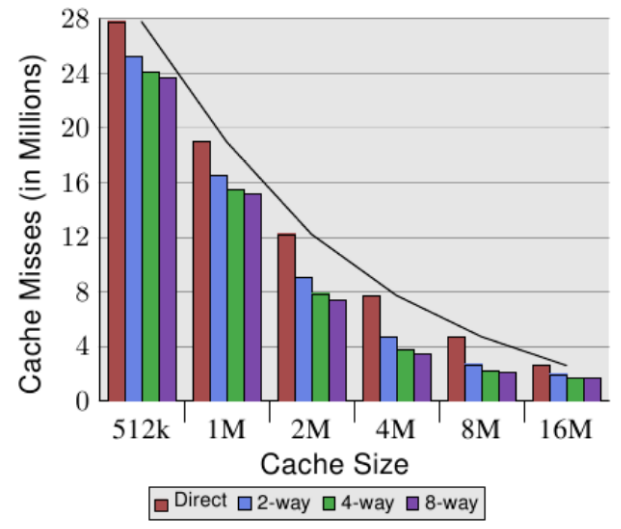 Cache Misses (in Millions)
28
24
20
16
12
8
4
0
512k 1M 2M 4M 8M 16M
Cache Size
Direct 2-way 4-way 8-way